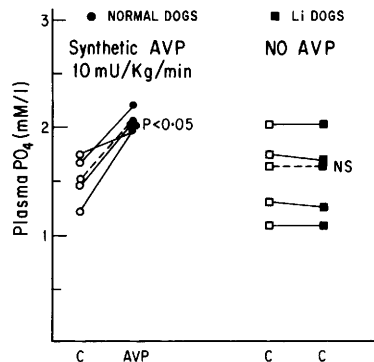 ● NORMAL DOGS
■ Li DOGS
Synthetic AVP
10 mU/Kg/min
NO AVP
Plasma PO₄ (mM/l)
2
1
P<0·05
NS
C
AVP
C
C